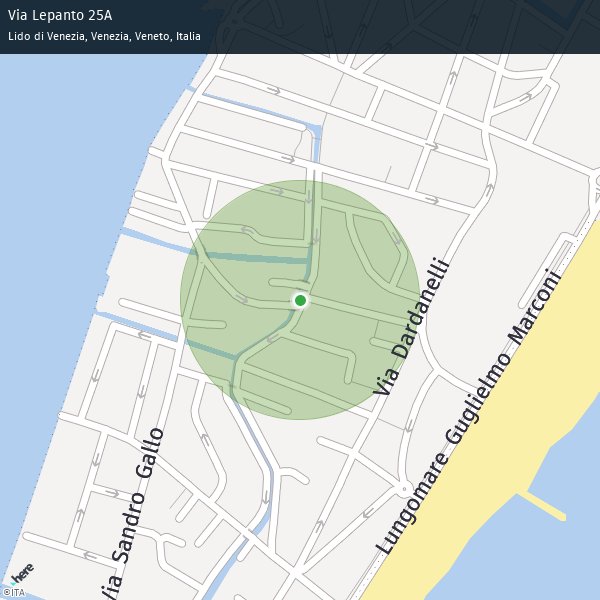 Via Lepanto 25A
Lido di Venezia, Venezia, Veneto, Italia
Via Dardanelli
Lungomare Guglielmo Marconi
Via Sandro Gallo
here
©ITA